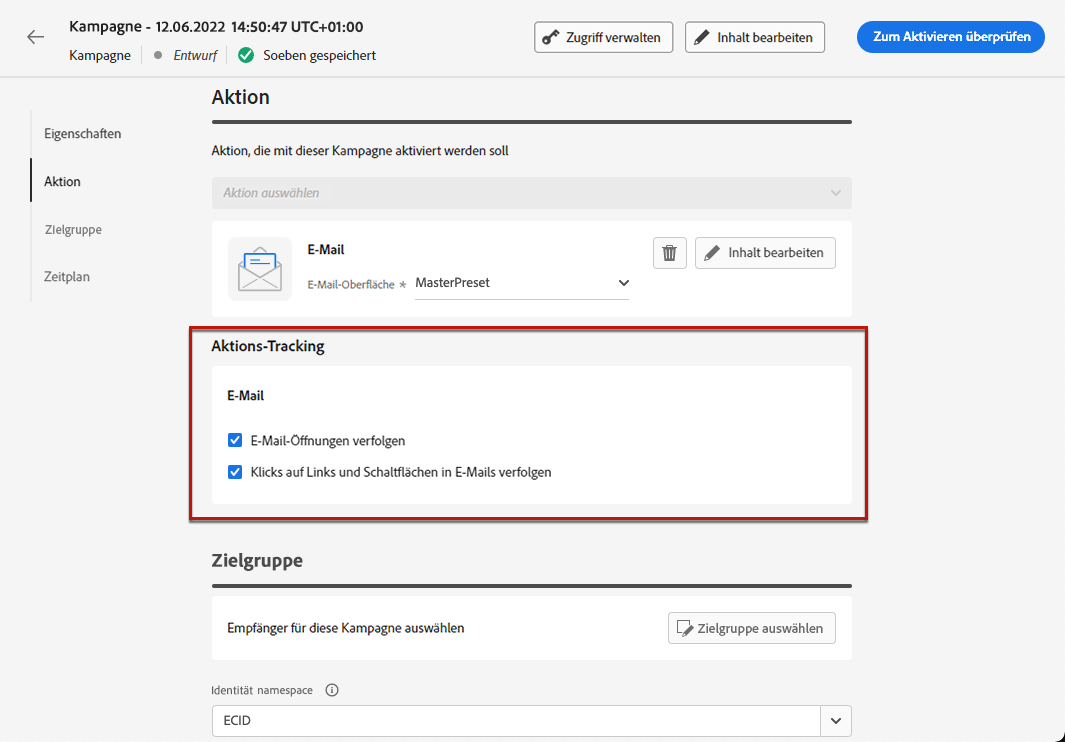 Kampagne - 12.06.2022 14:50:47 UTC+01:00
Kampagne Entwurf Soeben gespeichert
Zugriff verwalten
Inhalt bearbeiten
Zum Aktivieren überprüfen
Eigenschaften
Aktion
Zielgruppe
Zeitplan
Aktion
Aktion, die mit dieser Kampagne aktiviert werden soll
Aktion auswählen
E-Mail
E-Mail-Oberfläche * MasterPreset
Inhalt bearbeiten
Aktions-Tracking
E-Mail
E-Mail-Öffnungen verfolgen
Klicks auf Links und Schaltflächen in E-Mails verfolgen
Zielgruppe
Empfänger für diese Kampagne auswählen
Zielgruppe auswählen
Identität namespace
ECID